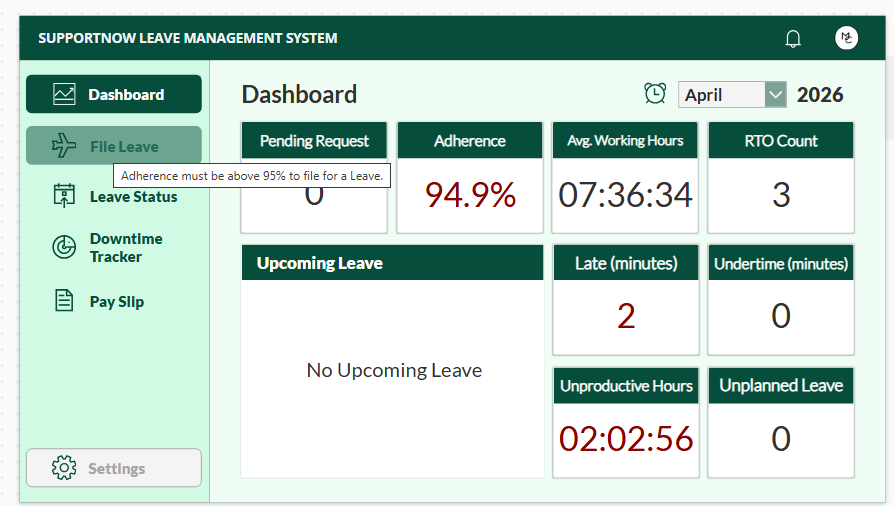 SUPPORTNOW LEAVE MANAGEMENT SYSTEM
MC
Dashboard
File Leave
Adherence must be above 95% to file for a Leave.
Leave Status
Downtime
Tracker
Pay Slip
Settings
Dashboard
April
2026
Pending Request
0
Adherence
94.9%
Avg. Working Hours
07:36:34
RTO Count
3
Upcoming Leave
No Upcoming Leave
Late (minutes)
2
Undertime (minutes)
0
Unproductive Hours
02:02:56
Unplanned Leave
0